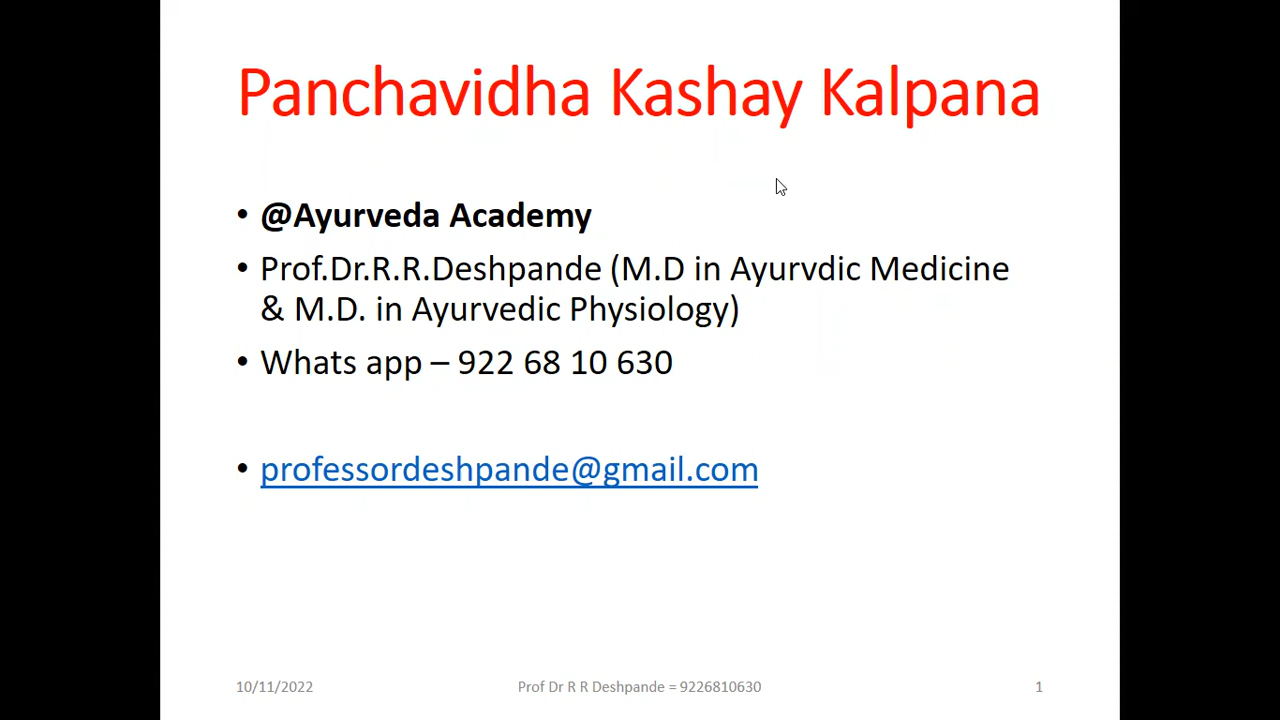 Panchavidha Kashay Kalpana
• @Ayurveda Academy
• Prof.Dr.R.R.Deshpande (M.D in Ayurvdic Medicine
& M.D. in Ayurvedic Physiology)
• Whats app – 922 68 10 630
• professordeshpande@gmail.com
10/11/2022
Prof Dr R R Deshpande = 9226810630
1